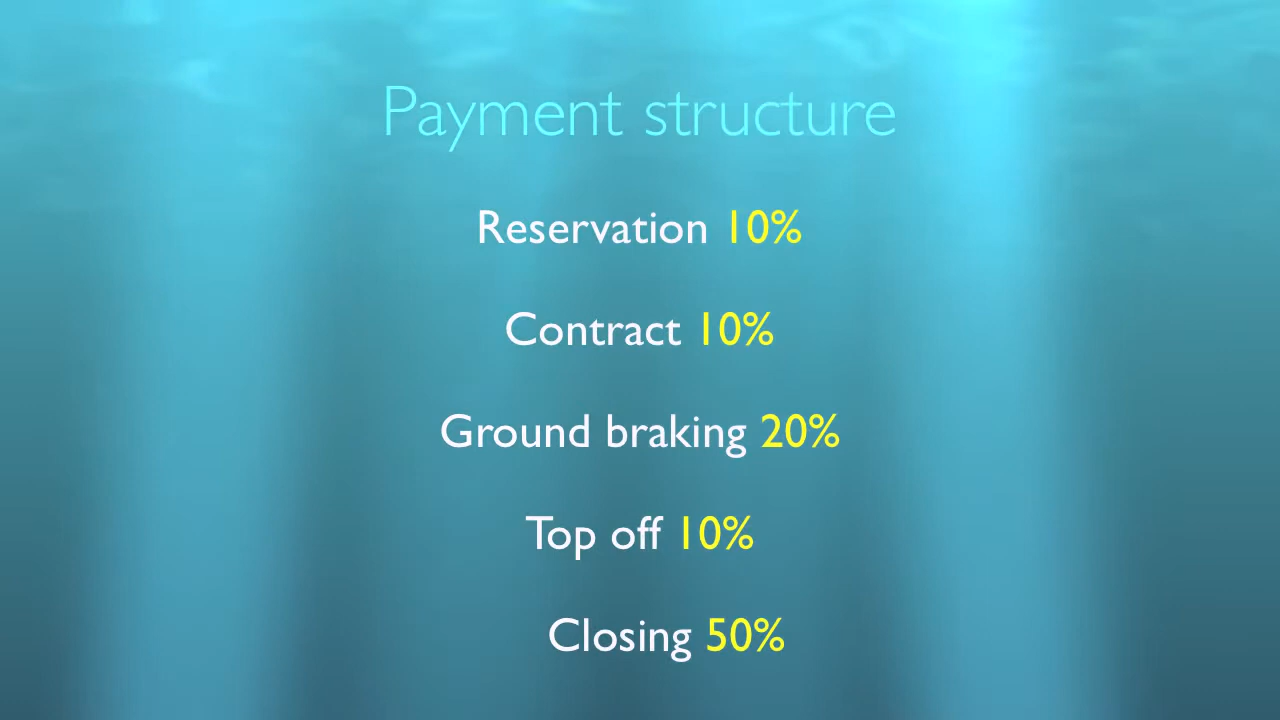 Payment structure
Reservation 10%
Contract 10%
Ground braking 20%
Top off 10%
Closing 50%